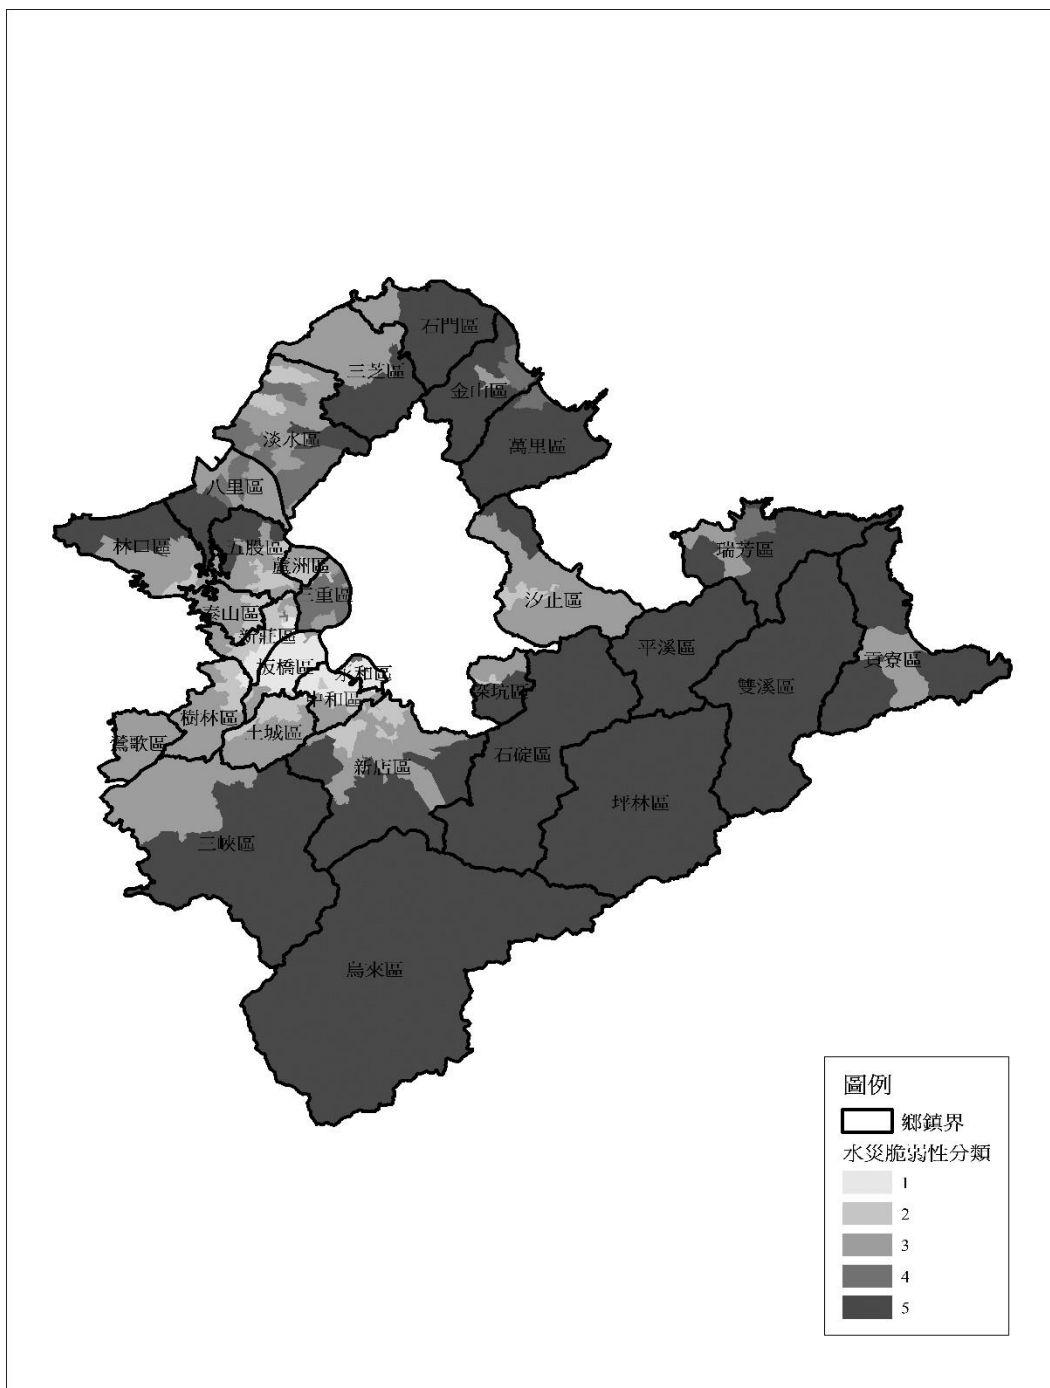 石門區
三芝區
金山區
淡水區
萬里區
八里區
林口區
五股區
瑞芳區
蘆洲區
三重區
汐止區
泰山區
新莊區
平溪區
貢寮區
板橋區
永和區
雙溪區
深坑區
中和區
樹林區
土城區
鶯歌區
石碇區
新店區
坪林區
三峽區
烏來區
圖例
鄉鎮界
水災脆弱性分類
1
2
3
4
5